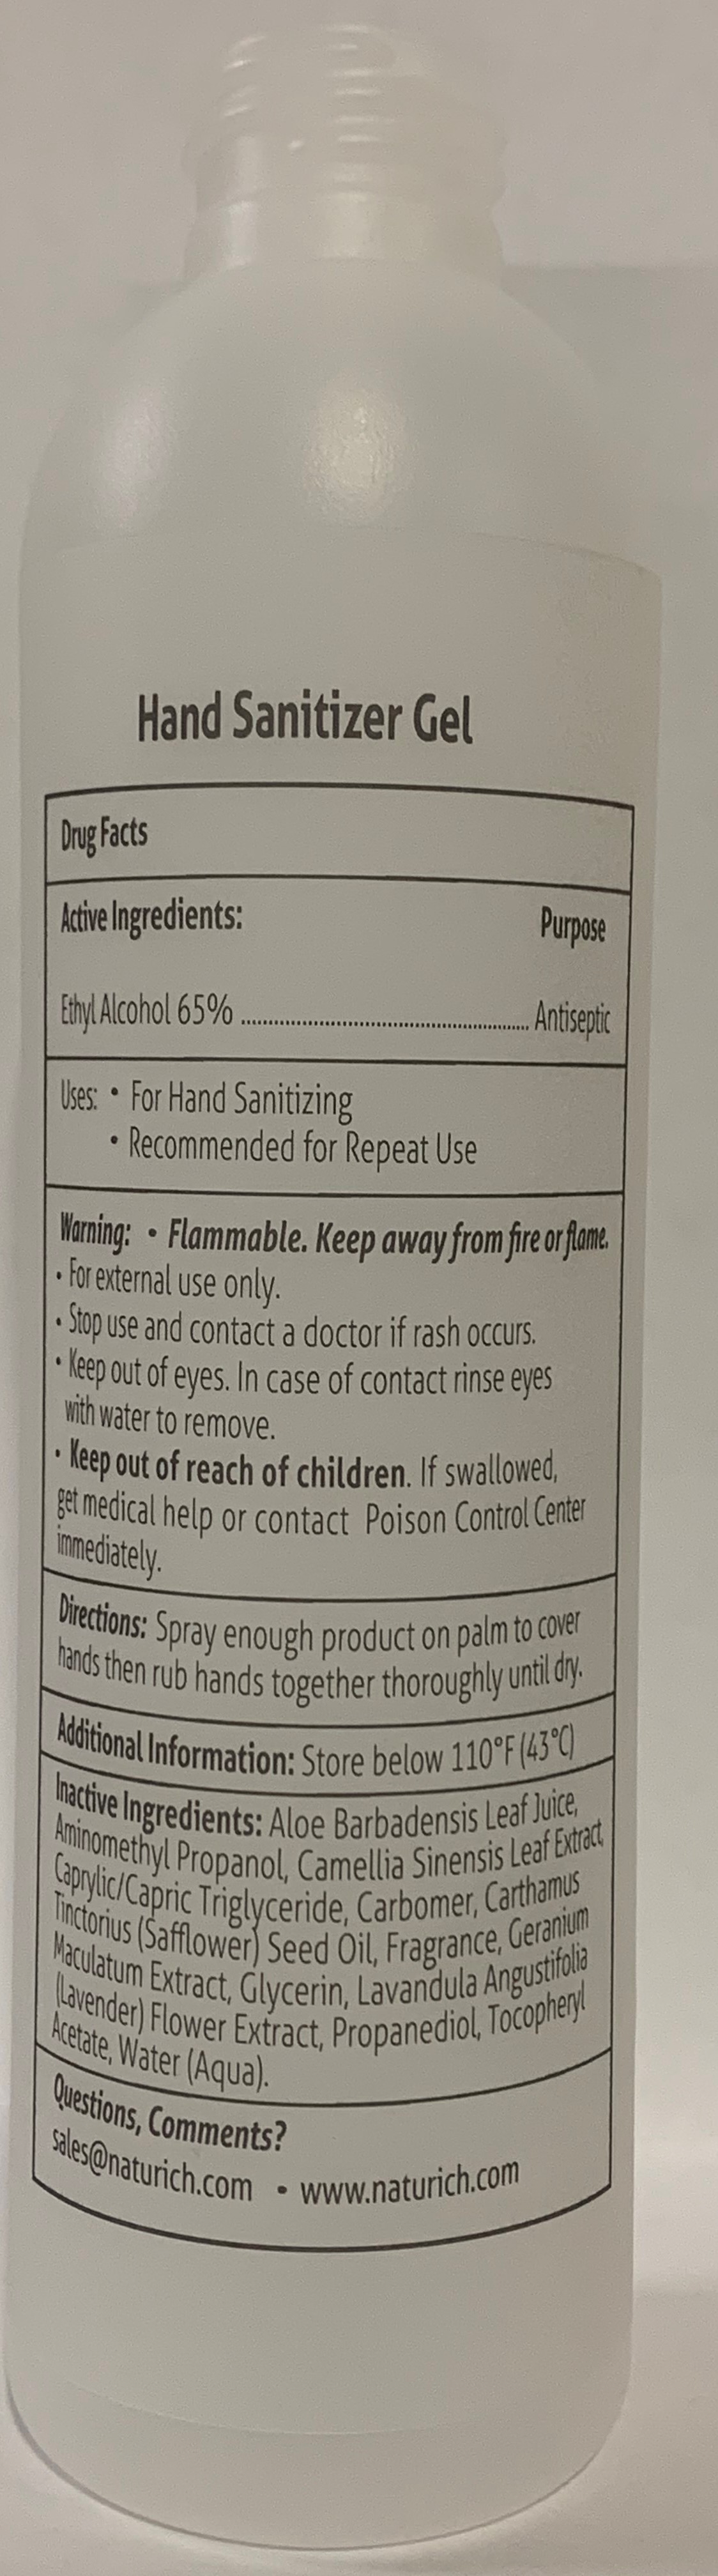 Hand Sanitizer Gel
Drug Facts
Active Ingredients: Purpose
Ethyl Alcohol 65% ........................................................ Antiseptic
Uses: • For Hand Sanitizing
• Recommended for Repeat Use
Warning: • Flammable. Keep away from fire or flame.
• For external use only.
• Stop use and contact a doctor if rash occurs.
• Keep out of eyes. In case of contact rinse eyes
with water to remove.
• Keep out of reach of children. If swallowed,
get medical help or contact Poison Control Center
immediately.
Directions: Spray enough product on palm to cover
hands then rub hands together thoroughly until dry.
Additional Information: Store below 110°F (43°C)
Inactive Ingredients: Aloe Barbadensis Leaf Juice,
Aminomethyl Propanol, Camellia Sinensis Leaf Extract,
Caprylic/Capric Triglyceride, Carbomer, Carthamus
Tinctorius (Safflower) Seed Oil, Fragrance, Geranium
Maculatum Extract, Glycerin, Lavandula Angustifolia
(Lavender) Flower Extract, Propanediol, Tocopheryl
Acetate, Water (Aqua).
Questions, Comments?
sales@naturich.com • www.naturich.com